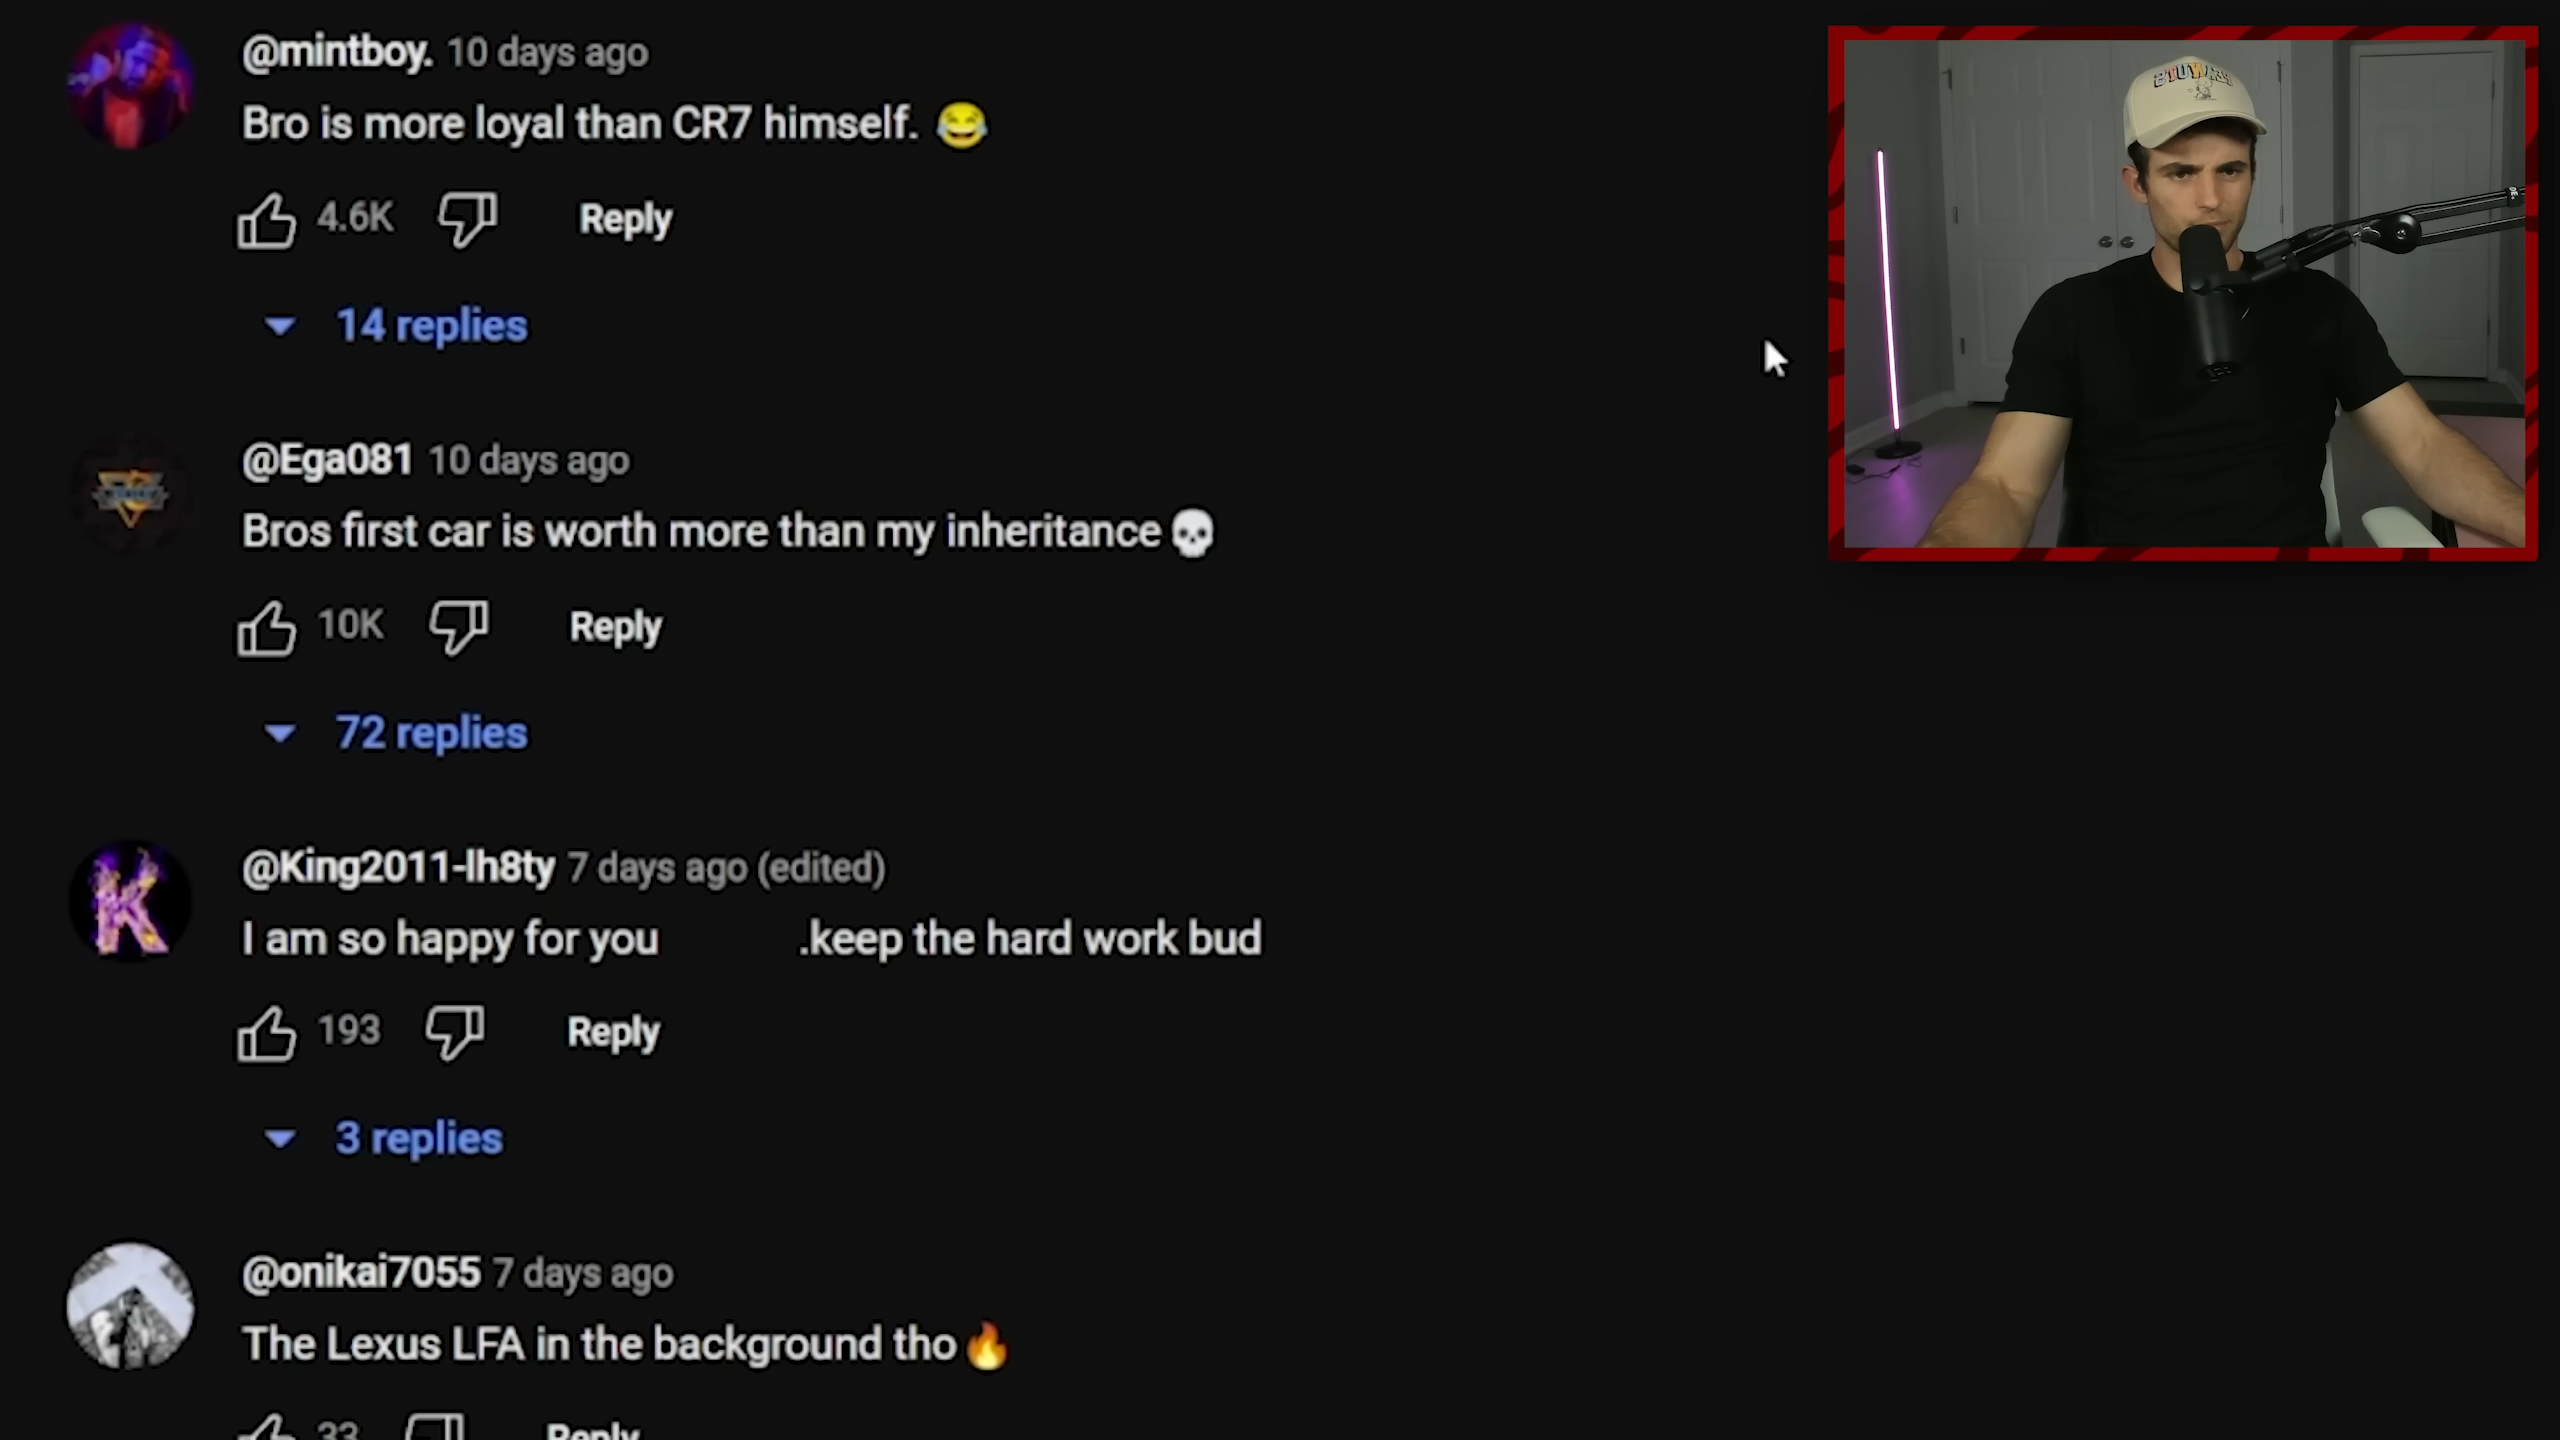 @mintboy. 10 days ago
Bro is more loyal than CR7 himself. 😂
4.6K Reply
14 replies
@Ega081 10 days ago
Bros first car is worth more than my inheritance💀
10K Reply
72 replies
@King2011-lh8ty 7 days ago (edited)
I am so happy for you .keep the hard work bud
193 Reply
3 replies
@onikai7055 7 days ago
The Lexus LFA in the background tho🔥
33 Reply